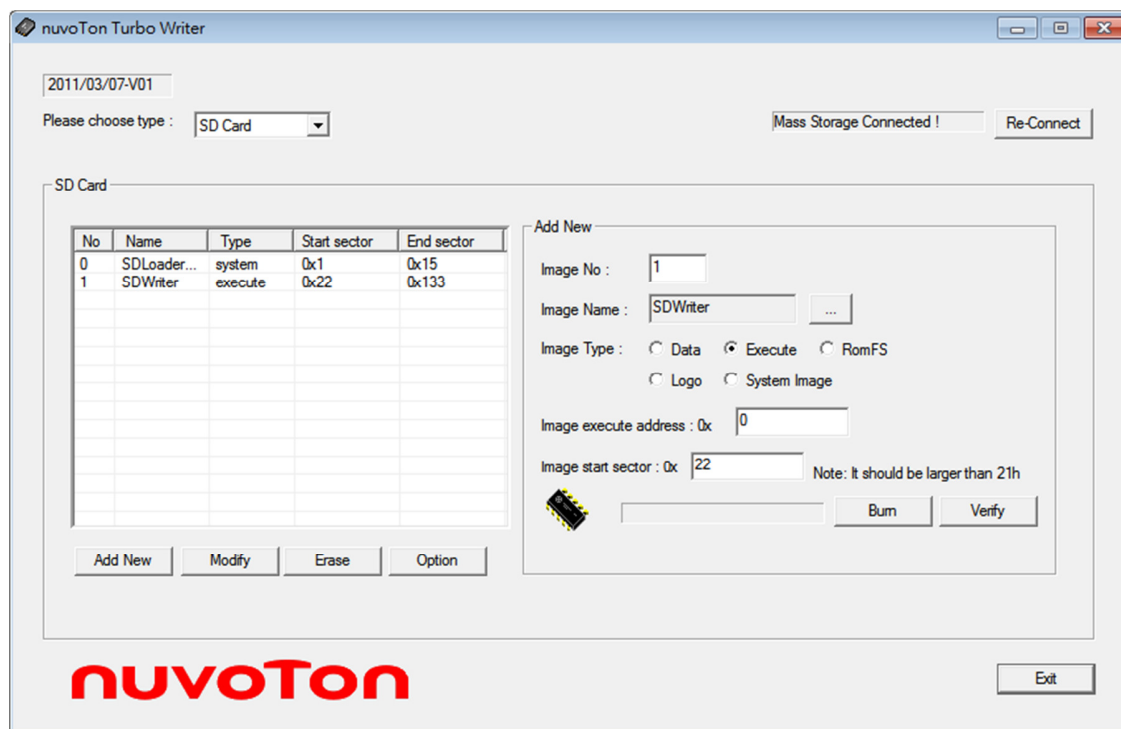 nuvoTon Turbo Writer
2011/03/07-V01
Please choose type : SD Card
Mass Storage Connected ! Re-Connect
SD Card
No Name Type Start sector End sector
0 SDLoader... system 0x1 0x15
1 SDWriter execute 0x22 0x133
Add New Modify Erase Option
Add New
Image No : 1
Image Name : SDWriter ...
Image Type : Data Execute RomFS
Logo System Image
Image execute address : 0x 0
Image start sector : 0x 22 Note: It should be larger than 21h
Burn Verify
nuvoTon
Exit